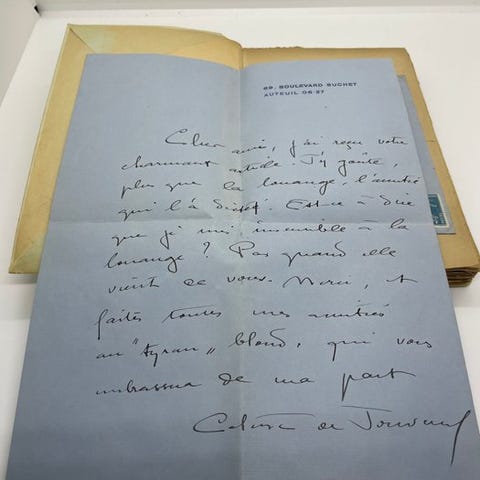 69. BOULEVARD SUCHET
AUTEUIL 06-27
Cher ami, j'ai reçu votre
charmant article. J'y goûte,
plus que la louange, l'amitié
qui l'a dicté. Est-ce à dire
que je suis insensible à la
louange ? Pas quand elle
vient de vous. Merci, et
faites toutes mes amitiés
au "tyran" blond, qui vous
embrassera de ma part
Colette de Jouvenel